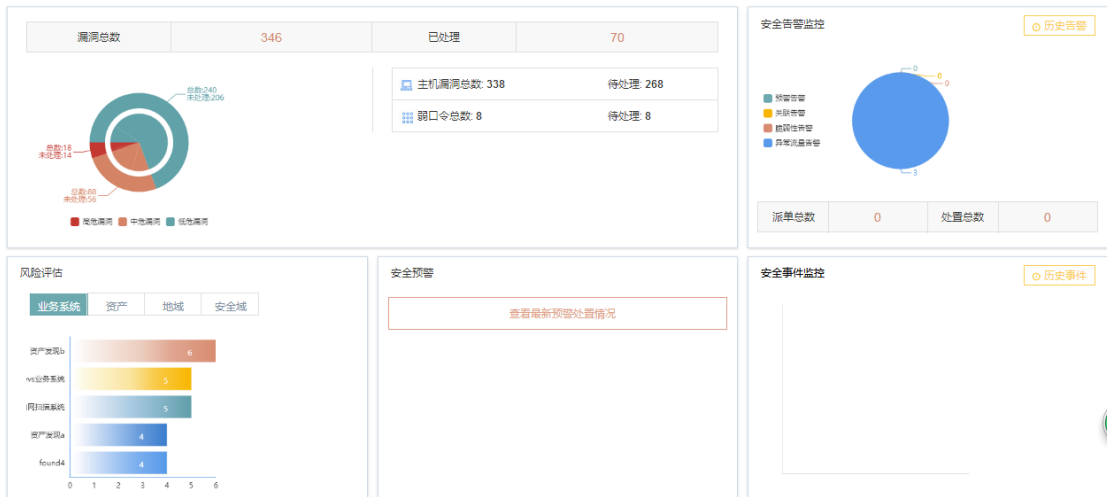 漏洞总数 346 已处理 70
主机漏洞总数: 338 待处理: 268
弱口令总数: 8 待处理: 8
总数:240
未处理:206
总数:18
未处理:14
总数:88
未处理:56
高危漏洞 中危漏洞 低危漏洞
安全告警监控 历史告警
0
0
0
预警告警
关联告警
脆弱性告警
异常流量告警
3
派单总数 0 处置总数 0
风险评估
业务系统 资产 地域 安全域
资产发现b 6
vs业务系统 5
网扫描系统 5
资产发现a 4
found4 4
0 1 2 3 4 5 6
安全预警
查看最新预警处置情况
安全事件监控 历史事件